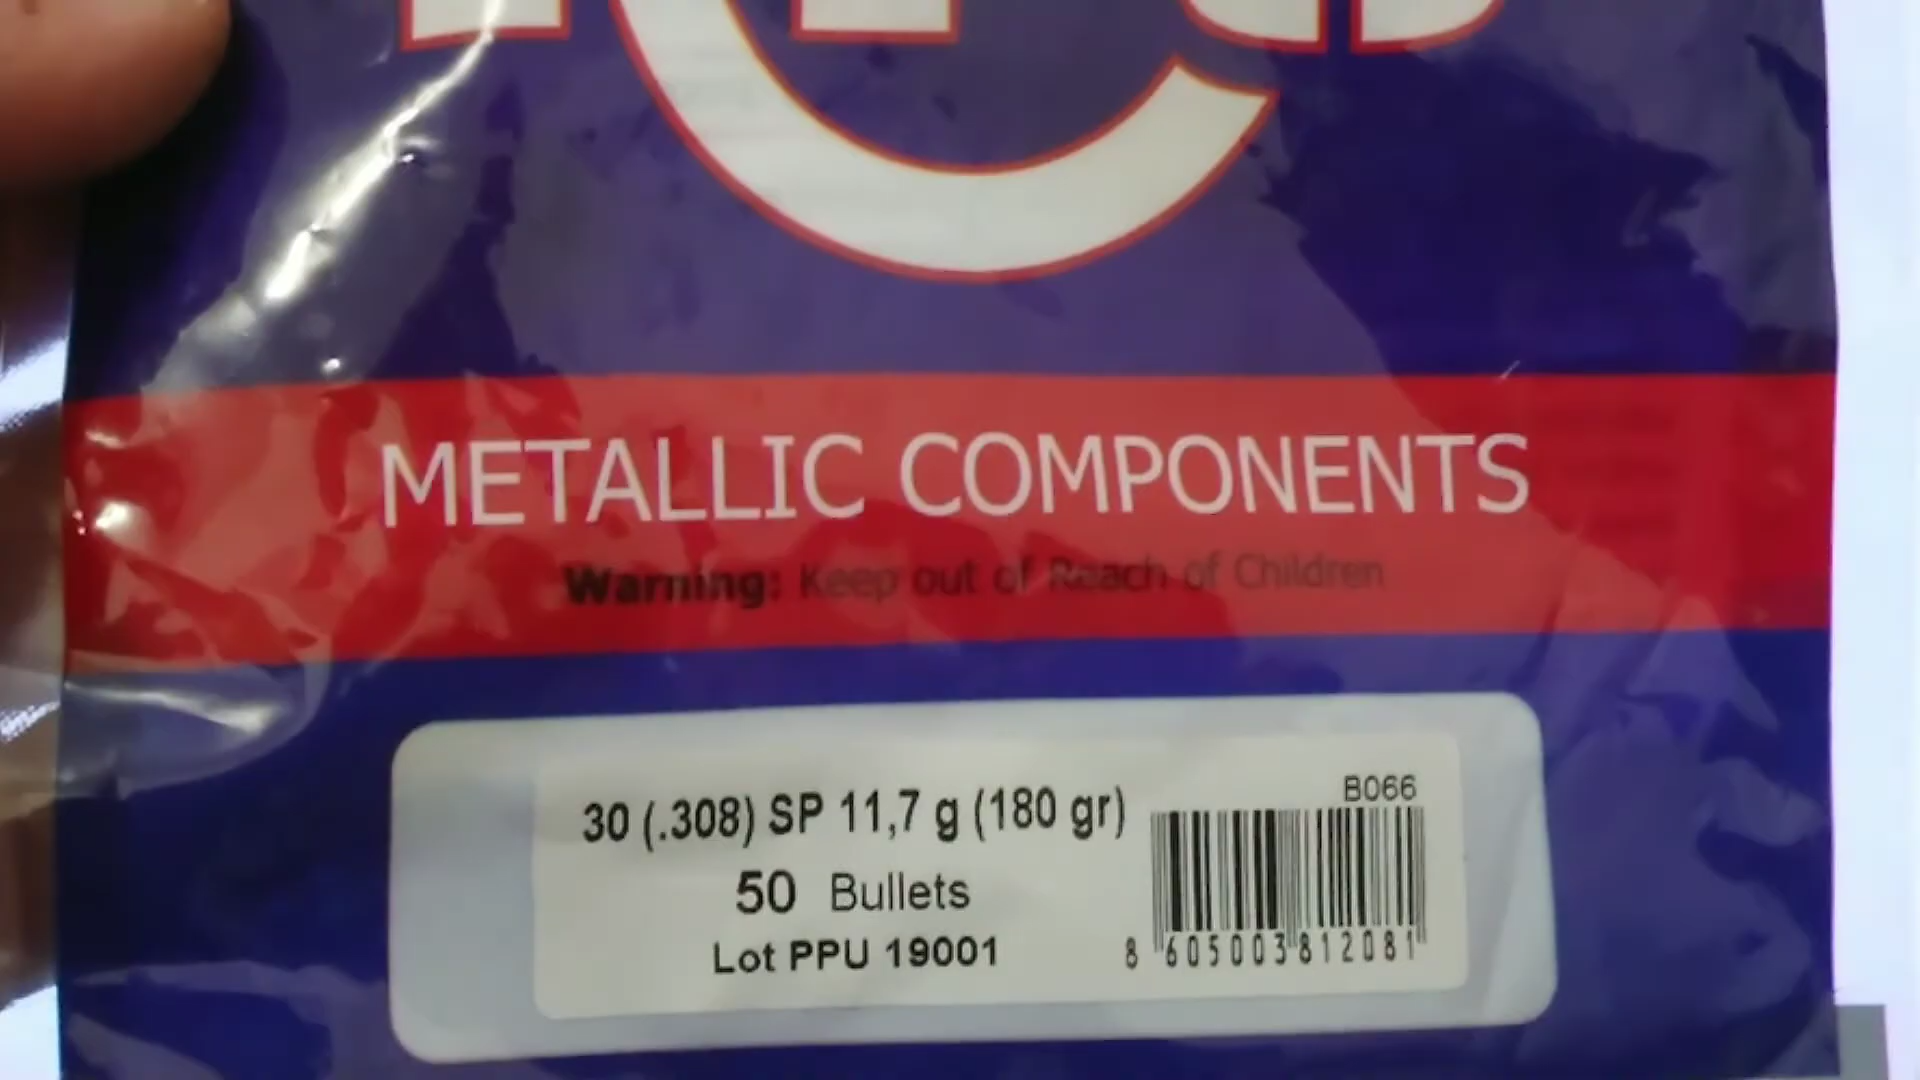 METALLIC COMPONENTS
Warning: Keep out of Reach of Children
B066
30 (.308) SP 11,7 g (180 gr)
50 Bullets
Lot PPU 19001
8 605003 812081